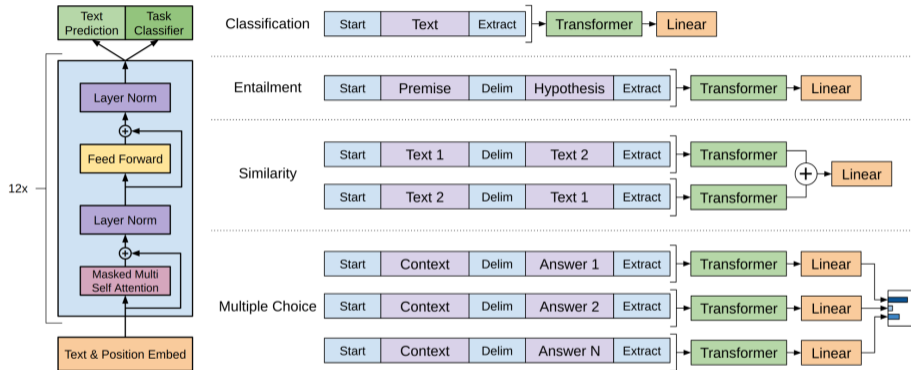 Text
Prediction
Task
Classifier
Layer Norm
Feed Forward
12x
Layer Norm
Masked Multi
Self Attention
Text & Position Embed
Classification
Start Text Extract Transformer Linear
Entailment
Start Premise Delim Hypothesis Extract Transformer Linear
Similarity
Start Text 1 Delim Text 2 Extract Transformer
Linear
Start Text 2 Delim Text 1 Extract Transformer
Multiple Choice
Start Context Delim Answer 1 Extract Transformer Linear
Start Context Delim Answer 2 Extract Transformer Linear
Start Context Delim Answer N Extract Transformer Linear